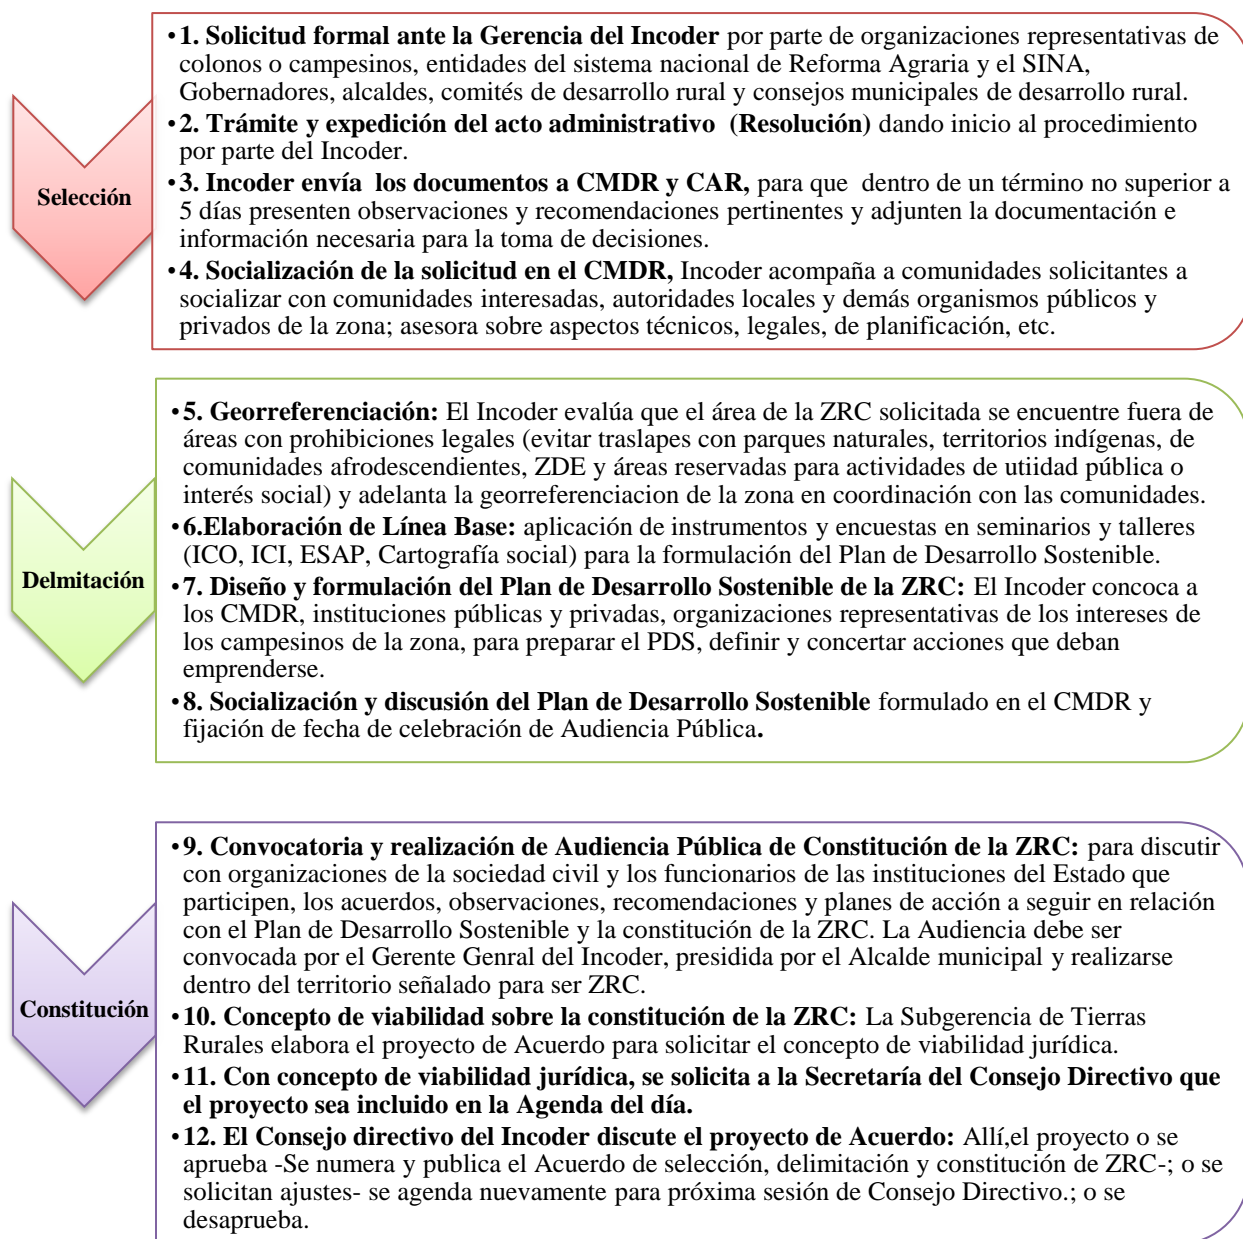 Selección
•1. Solicitud formal ante la Gerencia del Incoder por parte de organizaciones representativas de
colonos o campesinos, entidades del sistema nacional de Reforma Agraria y el SINA,
Gobernadores, alcaldes, comités de desarrollo rural y consejos municipales de desarrollo rural.
•2. Trámite y expedición del acto administrativo (Resolución) dando inicio al procedimiento
por parte del Incoder.
•3. Incoder envía los documentos a CMDR y CAR, para que dentro de un término no superior a
5 días presenten observaciones y recomendaciones pertinentes y adjunten la documentación e
información necesaria para la toma de decisiones.
•4. Socialización de la solicitud en el CMDR, Incoder acompaña a comunidades solicitantes a
socializar con comunidades interesadas, autoridades locales y demás organismos públicos y
privados de la zona; asesora sobre aspectos técnicos, legales, de planificación, etc.
Delmitación
•5. Georreferenciación: El Incoder evalúa que el área de la ZRC solicitada se encuentre fuera de
áreas con prohibiciones legales (evitar traslapes con parques naturales, territorios indígenas, de
comunidades afrodescendientes, ZDE y áreas reservadas para actividades de utiidad pública o
interés social) y adelanta la georreferenciacion de la zona en coordinación con las comunidades.
•6.Elaboración de Línea Base: aplicación de instrumentos y encuestas en seminarios y talleres
(ICO, ICI, ESAP, Cartografía social) para la formulación del Plan de Desarrollo Sostenible.
•7. Diseño y formulación del Plan de Desarrollo Sostenible de la ZRC: El Incoder concoca a
los CMDR, instituciones públicas y privadas, organizaciones representativas de los intereses de
los campesinos de la zona, para preparar el PDS, definir y concertar acciones que deban
emprenderse.
•8. Socialización y discusión del Plan de Desarrollo Sostenible formulado en el CMDR y
fijación de fecha de celebración de Audiencia Pública.
Constitución
•9. Convocatoria y realización de Audiencia Pública de Constitución de la ZRC: para discutir
con organizaciones de la sociedad civil y los funcionarios de las instituciones del Estado que
participen, los acuerdos, observaciones, recomendaciones y planes de acción a seguir en relación
con el Plan de Desarrollo Sostenible y la constitución de la ZRC. La Audiencia debe ser
convocada por el Gerente Genral del Incoder, presidida por el Alcalde municipal y realizarse
dentro del territorio señalado para ser ZRC.
•10. Concepto de viabilidad sobre la constitución de la ZRC: La Subgerencia de Tierras
Rurales elabora el proyecto de Acuerdo para solicitar el concepto de viabilidad jurídica.
•11. Con concepto de viabilidad jurídica, se solicita a la Secretaría del Consejo Directivo que
el proyecto sea incluido en la Agenda del día.
•12. El Consejo directivo del Incoder discute el proyecto de Acuerdo: Allí,el proyecto o se
aprueba -Se numera y publica el Acuerdo de selección, delimitación y constitución de ZRC-; o se
solicitan ajustes- se agenda nuevamente para próxima sesión de Consejo Directivo.; o se
desaprueba.